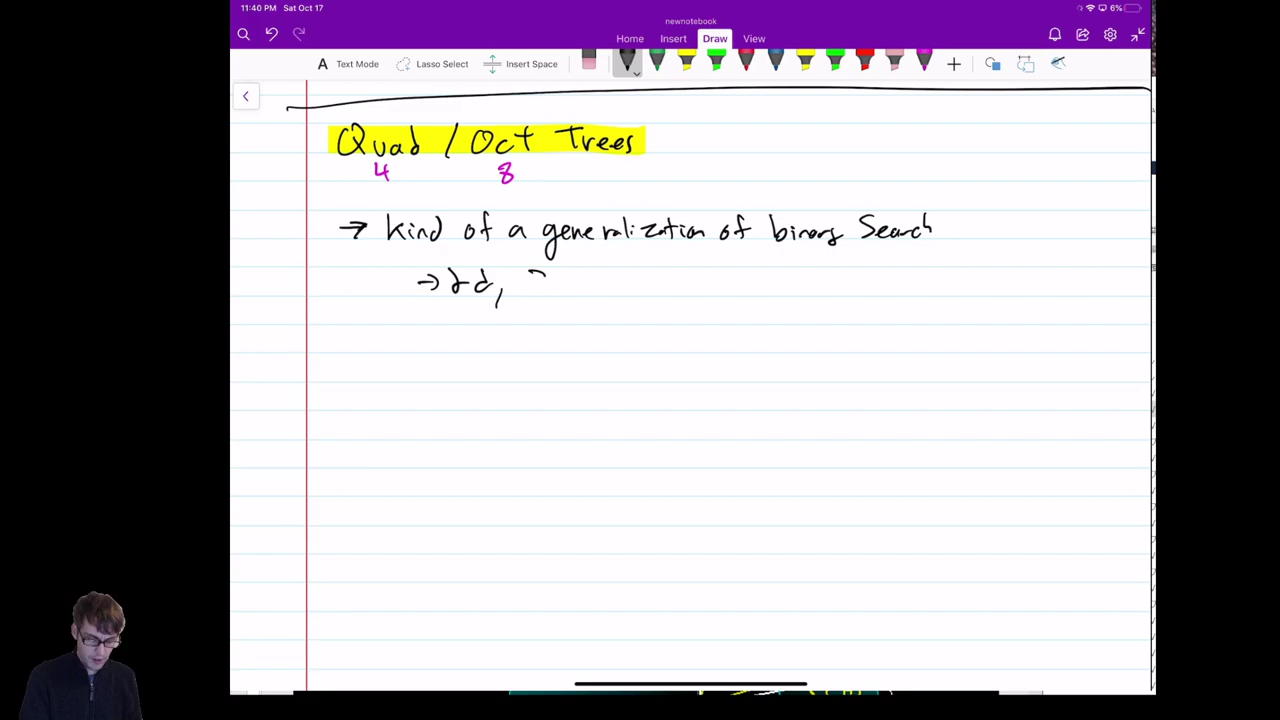 11:40 PM Sat Oct 17
6%
newnotebook
Home Insert Draw View
Text Mode Lasso Select Insert Space
Quad / Oct Trees
4 8
→ kind of a generalization of binary Search
→ 2d,